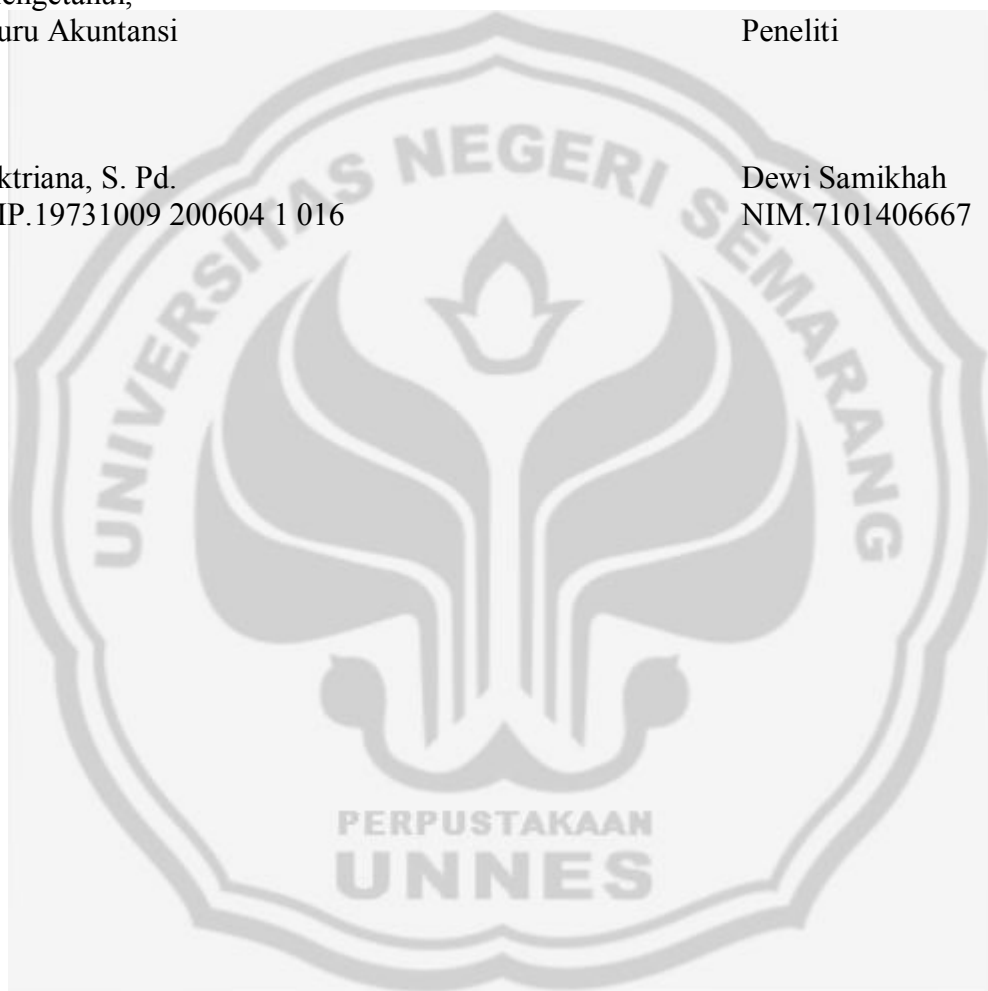 uru Akuntansi Peneliti
ktriana, S. Pd. Dewi Samikhah
IP.19731009 200604 1 016 NIM.7101406667
UNIVERSITAS NEGERI SEMARANG
PERPUSTAKAAN
UNNES